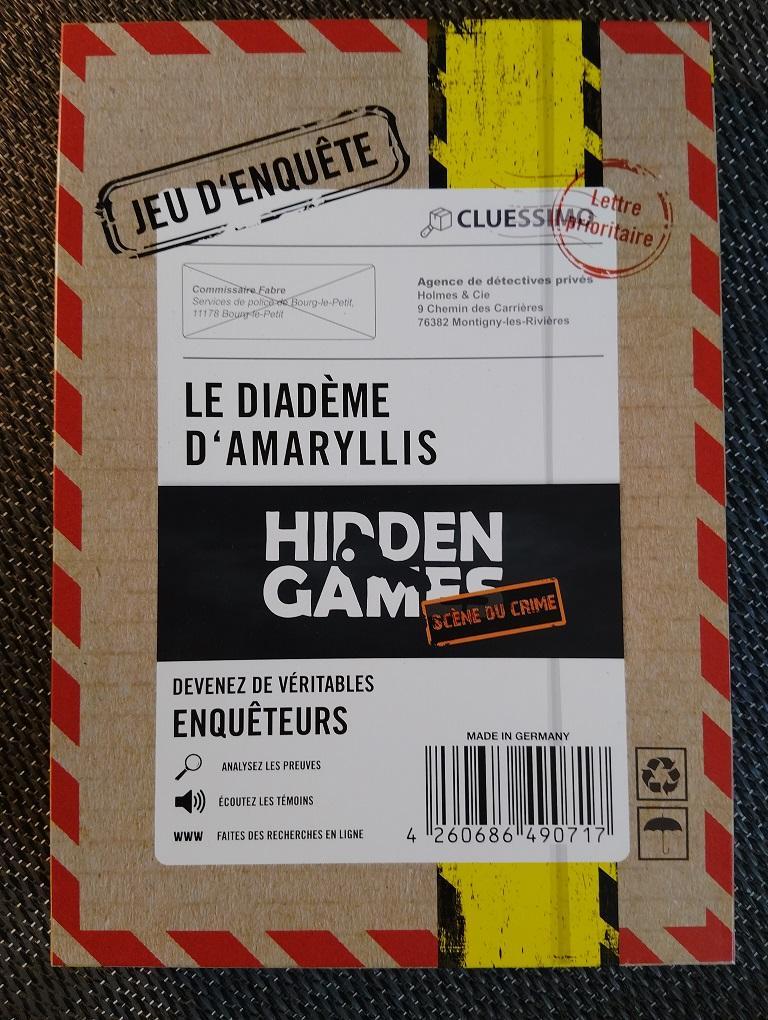 JEU D'ENQUÊTE
Lettre
prioritaire
CLUESSIMO
Commissaire Fabre
Services de police de Bourg-le-Petit,
11178 Bourg-le-Petit
Agence de détectives privés
Holmes & Cie
9 Chemin des Carrières
76382 Montigny-les-Rivières
LE DIADÈME
D'AMARYLLIS
HIDDEN
GAMES
SCÈNE DU CRIME
DEVENEZ DE VÉRITABLES
ENQUÊTEURS
ANALYSEZ LES PREUVES
ÉCOUTEZ LES TÉMOINS
WWW FAITES DES RECHERCHES EN LIGNE
MADE IN GERMANY
4 260686 490717